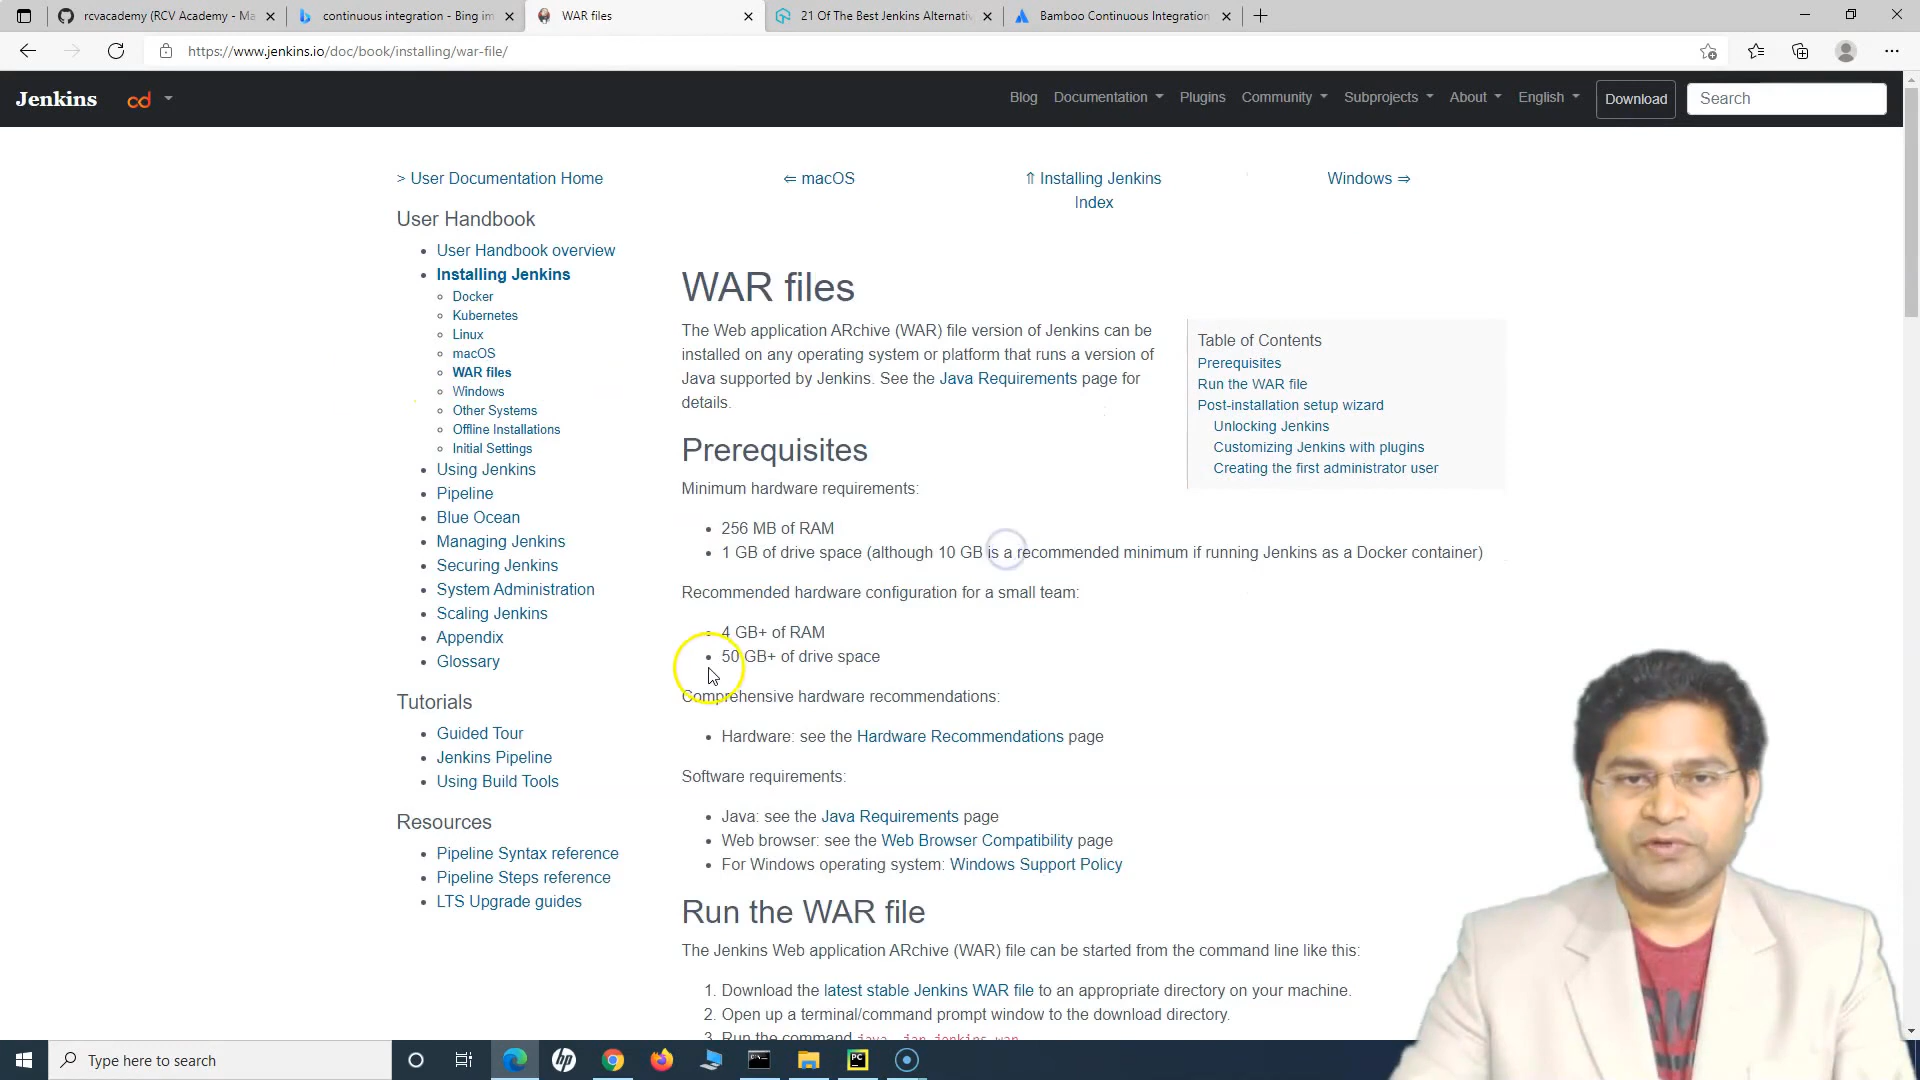 rcvacademy (RCV Academy - Ma
continuous integration - Bing im
WAR files
21 Of The Best Jenkins Alternativ
Bamboo Continuous Integration
https://www.jenkins.io/doc/book/installing/war-file/
Jenkins
cd
Blog
Documentation
Plugins
Community
Subprojects
About
English
Download
Search
> User Documentation Home
⇐ macOS
⇑ Installing Jenkins
Index
Windows ⇒
User Handbook
User Handbook overview
Installing Jenkins
Docker
Kubernetes
Linux
macOS
WAR files
Windows
Other Systems
Offline Installations
Initial Settings
Using Jenkins
Pipeline
Blue Ocean
Managing Jenkins
Securing Jenkins
System Administration
Scaling Jenkins
Appendix
Glossary
Tutorials
Guided Tour
Jenkins Pipeline
Using Build Tools
Resources
Pipeline Syntax reference
Pipeline Steps reference
LTS Upgrade guides
WAR files
The Web application ARchive (WAR) file version of Jenkins can be
installed on any operating system or platform that runs a version of
Java supported by Jenkins. See the Java Requirements page for
details.
Table of Contents
Prerequisites
Run the WAR file
Post-installation setup wizard
Unlocking Jenkins
Customizing Jenkins with plugins
Creating the first administrator user
Prerequisites
Minimum hardware requirements:
256 MB of RAM
1 GB of drive space (although 10 GB is a recommended minimum if running Jenkins as a Docker container)
Recommended hardware configuration for a small team:
4 GB+ of RAM
50 GB+ of drive space
Comprehensive hardware recommendations:
Hardware: see the Hardware Recommendations page
Software requirements:
Java: see the Java Requirements page
Web browser: see the Web Browser Compatibility page
For Windows operating system: Windows Support Policy
Run the WAR file
The Jenkins Web application ARchive (WAR) file can be started from the command line like this:
1. Download the latest stable Jenkins WAR file to an appropriate directory on your machine.
2. Open up a terminal/command prompt window to the download directory.
3. Run the command java -jar jenkins.war
Type here to search
hp
PC